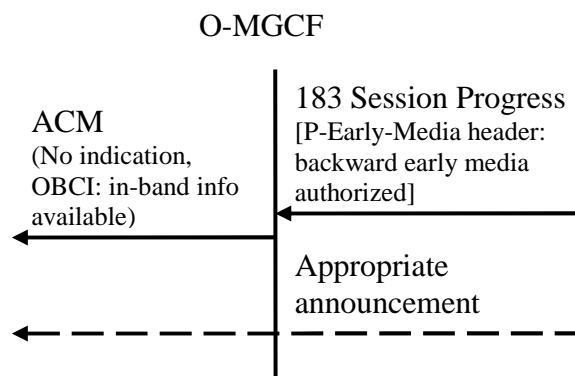 O-MGCF
ACM
(No indication,
OBCI: in-band info
available)
183 Session Progress
[P-Early-Media header:
backward early media
authorized]
Appropriate
announcement